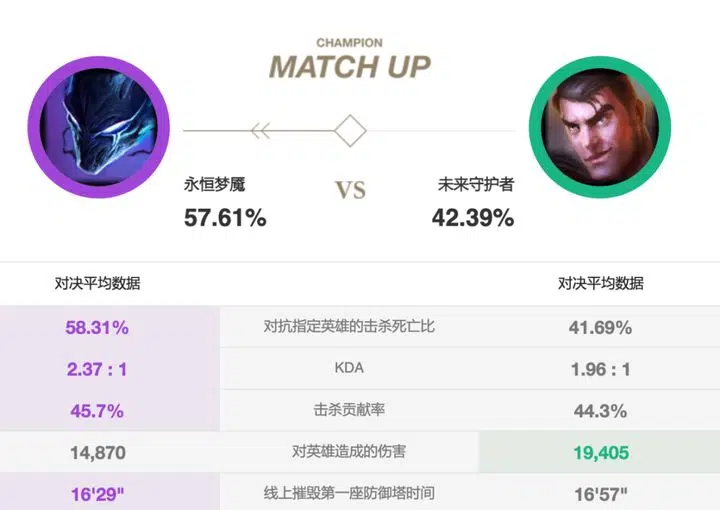 CHAMPION
MATCH UP
永恒梦魇
VS
未来守护者
57.61%
42.39%
对决平均数据
对决平均数据
58.31%
对抗指定英雄的击杀死亡比
41.69%
2.37 : 1
KDA
1.96 : 1
45.7%
击杀贡献率
44.3%
14,870
对英雄造成的伤害
19,405
16'29"
线上摧毁第一座防御塔时间
16'57"